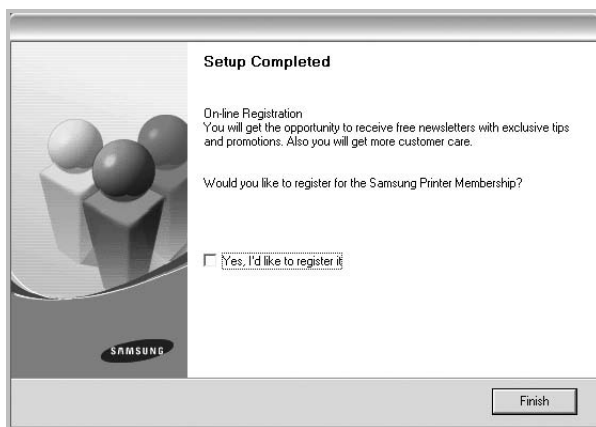 Setup Completed
On-line Registration
You will get the opportunity to receive free newsletters with exclusive tips
and promotions. Also you will get more customer care.
Would you like to register for the Samsung Printer Membership?
Yes, I'd like to register it
SAMSUNG
Finish